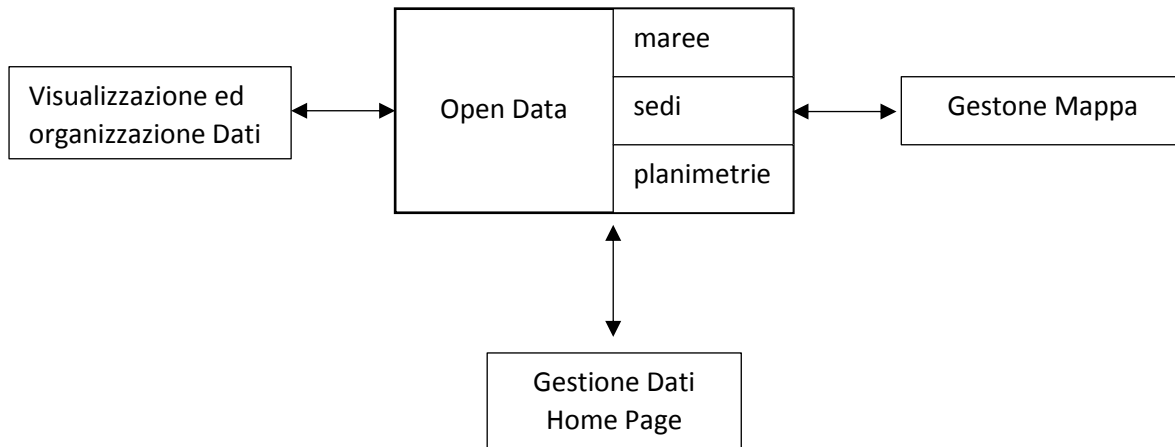 Visualizzazione ed
organizzazione Dati
Open Data
maree
sedi
planimetrie
Gestone Mappa
Gestione Dati
Home Page